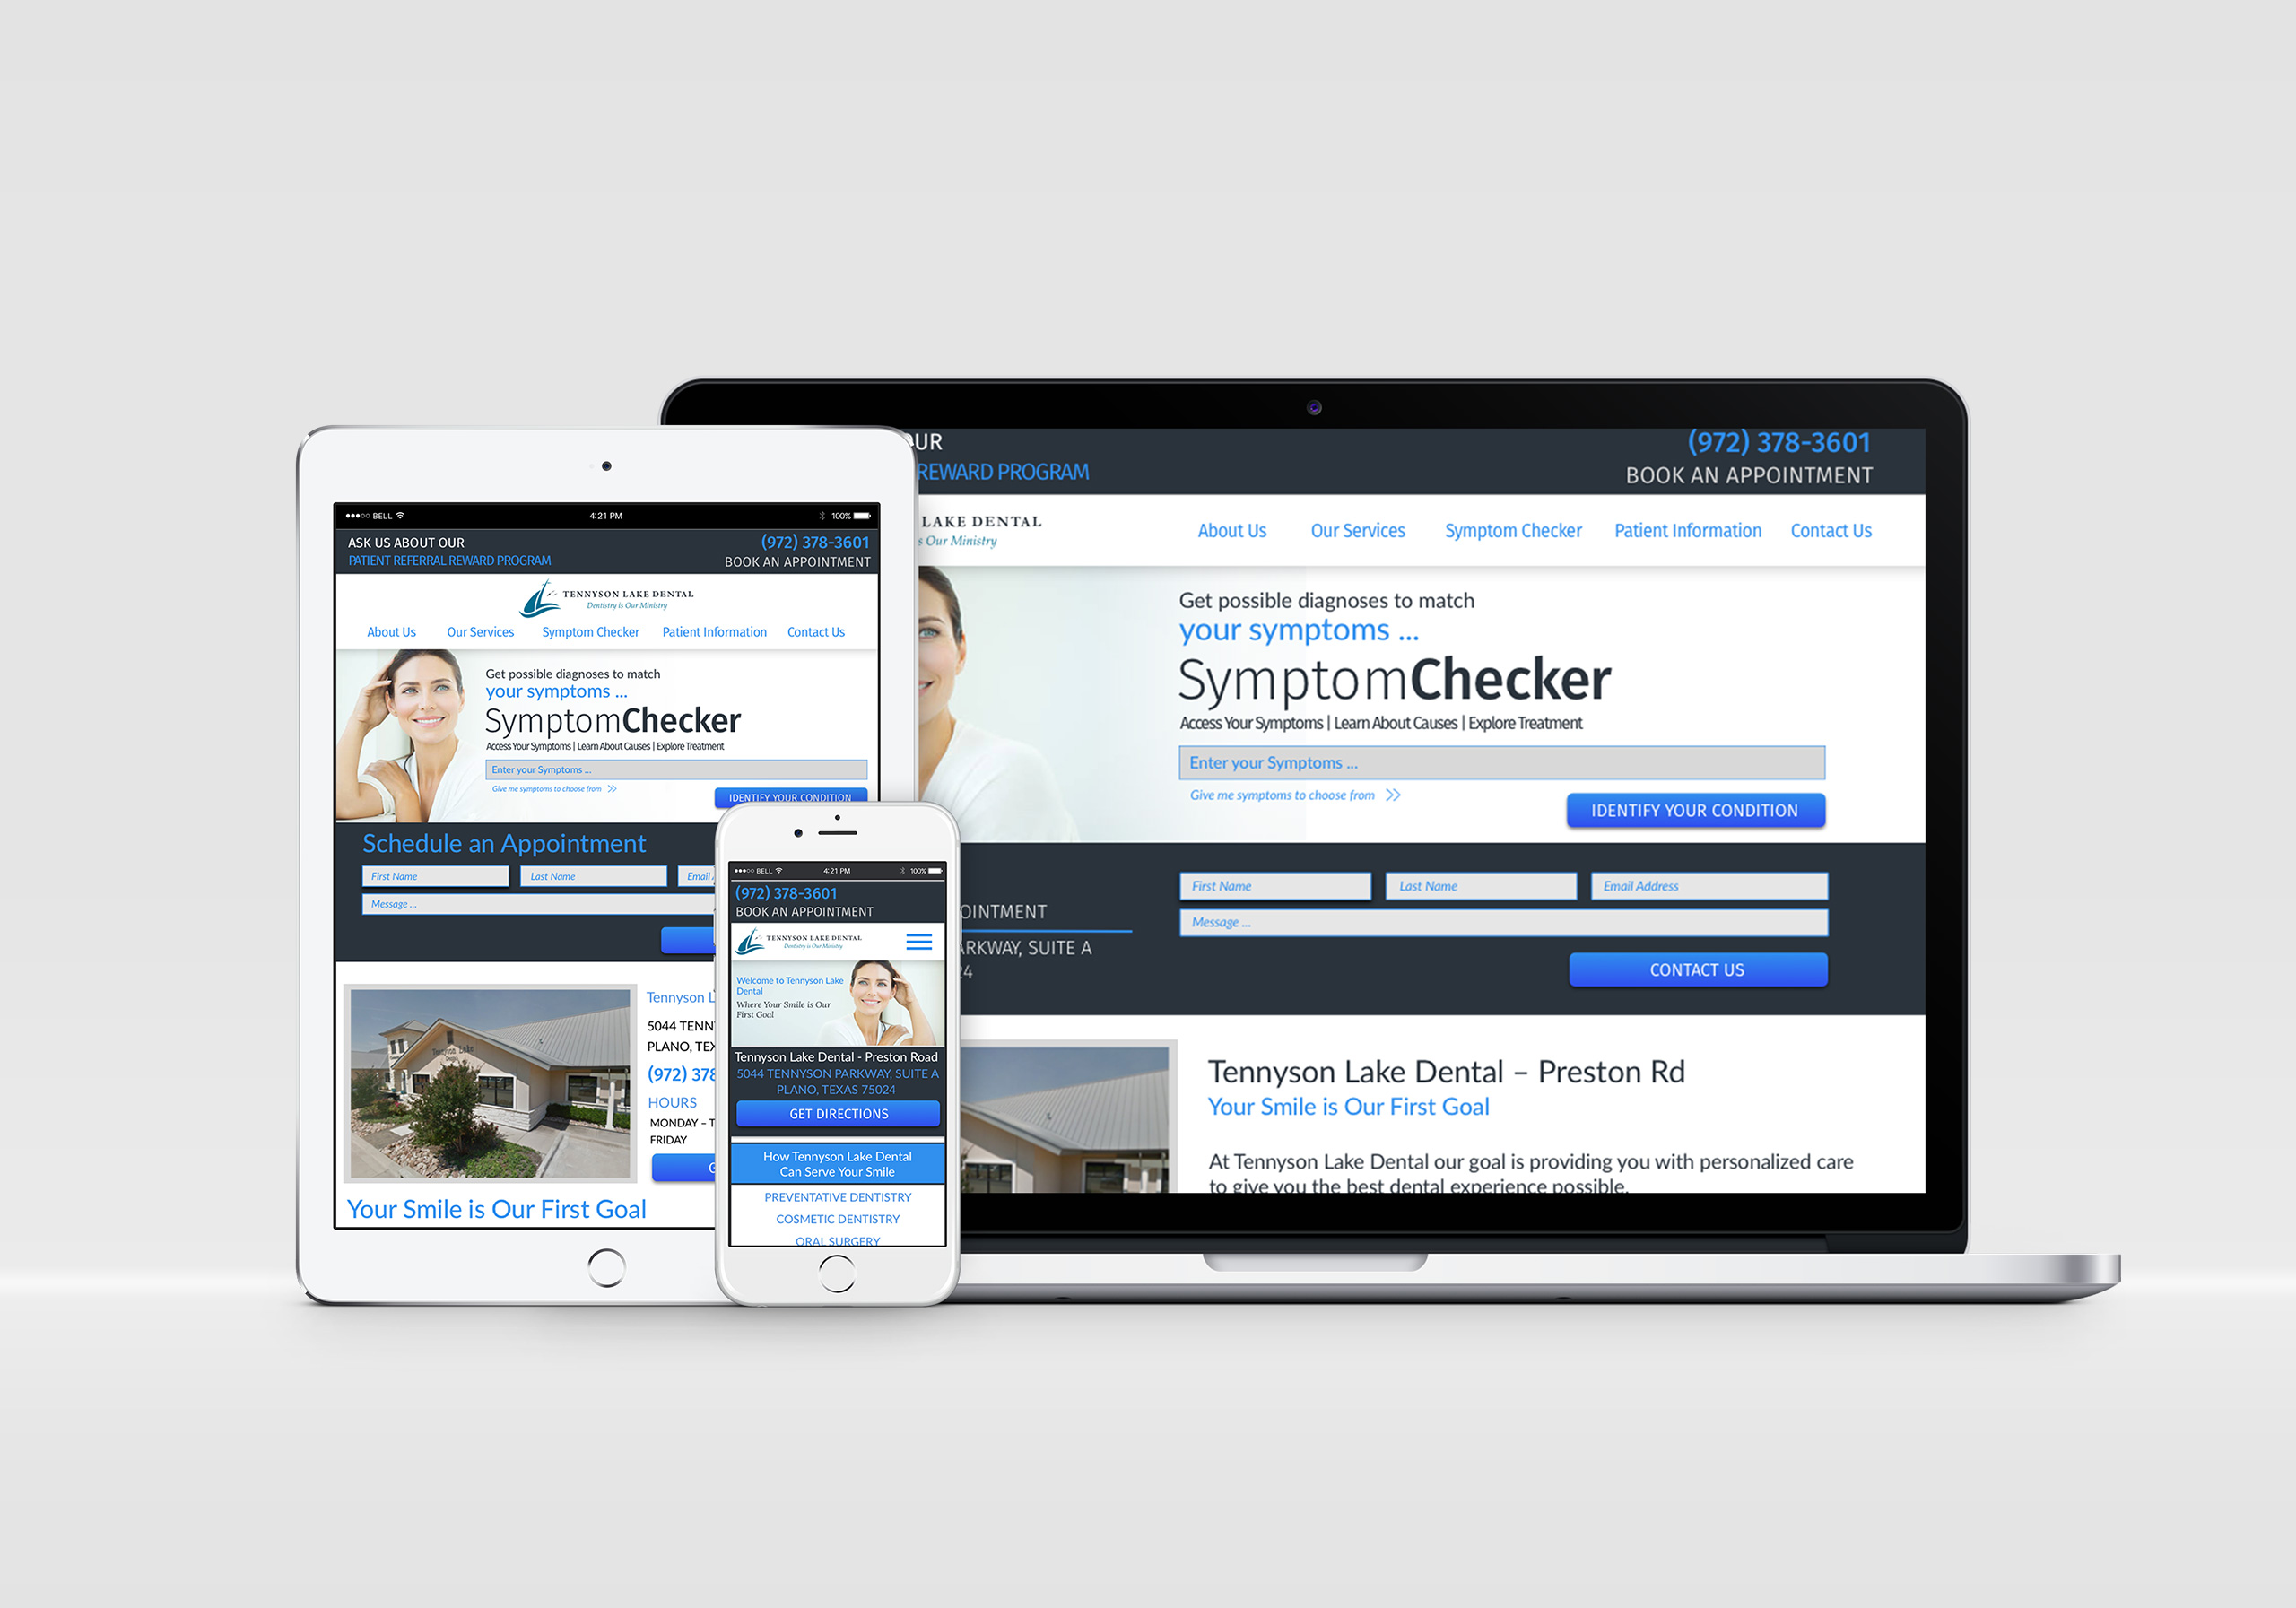 ●●●○○ BELL 4:21 PM 100%
ASK US ABOUT OUR
PATIENT REFERRAL REWARD PROGRAM
(972) 378-3601
BOOK AN APPOINTMENT
TENNYSON LAKE DENTAL
Dentistry is Our Ministry
About Us Our Services Symptom Checker Patient Information Contact Us
Get possible diagnoses to match
your symptoms ...
SymptomChecker
Access Your Symptoms | Learn About Causes | Explore Treatment
Enter your Symptoms ...
Give me symptoms to choose from >>
IDENTIFY YOUR CONDITION
Schedule an Appointment
First Name Last Name Email
Message ...
Tennyson Lake
Dental
Tennyson L
5044 TENN
PLANO, TEX
(972) 378
HOURS
MONDAY – T
FRIDAY
G
Your Smile is Our First Goal
●●●○○ BELL 4:21 PM 100%
(972) 378-3601
BOOK AN APPOINTMENT
TENNYSON LAKE DENTAL
Dentistry is Our Ministry
Welcome to Tennyson Lake
Dental
Where Your Smile is Our
First Goal
Tennyson Lake Dental - Preston Road
5044 TENNYSON PARKWAY, SUITE A
PLANO, TEXAS 75024
GET DIRECTIONS
How Tennyson Lake Dental
Can Serve Your Smile
PREVENTATIVE DENTISTRY
COSMETIC DENTISTRY
ORAL SURGERY
OUR
REWARD PROGRAM
(972) 378-3601
BOOK AN APPOINTMENT
LAKE DENTAL
s Our Ministry
About Us Our Services Symptom Checker Patient Information Contact Us
Get possible diagnoses to match
your symptoms ...
SymptomChecker
Access Your Symptoms | Learn About Causes | Explore Treatment
Enter your Symptoms ...
Give me symptoms to choose from >>
IDENTIFY YOUR CONDITION
OINTMENT
ARKWAY, SUITE A
24
First Name Last Name Email Address
Message ...
CONTACT US
Tennyson Lake Dental – Preston Rd
Your Smile is Our First Goal
At Tennyson Lake Dental our goal is providing you with personalized care
to give you the best dental experience possible.